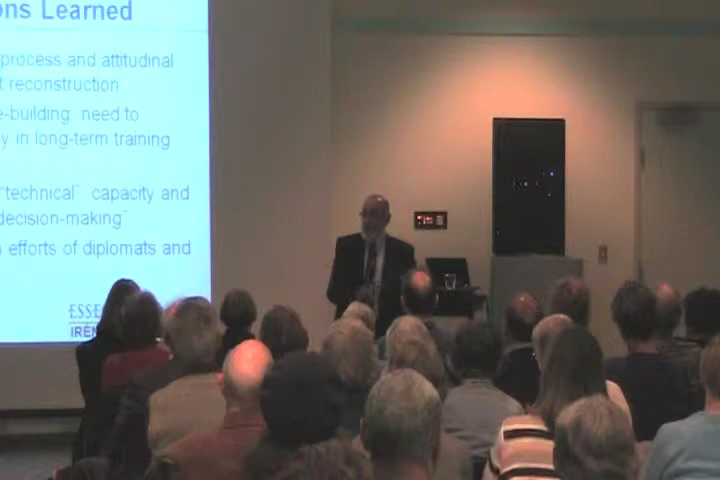 ons Learned
process and attitudinal
t reconstruction
e-building need to
y in long-term training
"technical" capacity and
decision-making"
efforts of diplomats and
ESSE
IREN